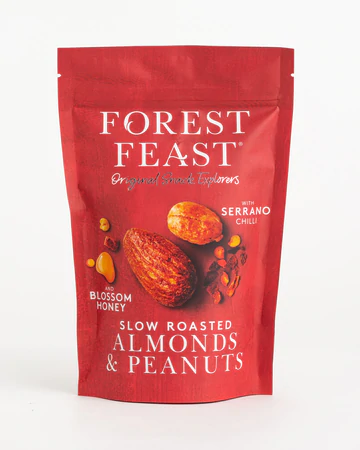 FOREST
FEAST®
Original Snack Explorers
WITH
SERRANO
CHILLI
AND
BLOSSOM
HONEY
SLOW ROASTED
ALMONDS
& PEANUTS